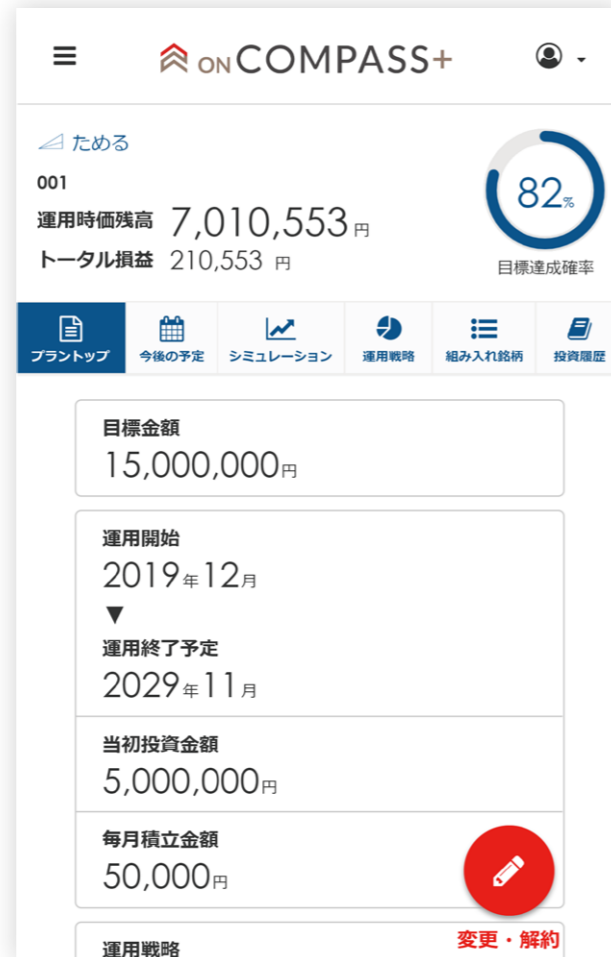 ON COMPASS+
ためる
001
運用時価残高 7,010,553 円
トータル損益 210,553 円
82%
目標達成確率
プラントップ 今後の予定 シミュレーション 運用戦略 組み入れ銘柄 投資履歴
目標金額
15,000,000円
運用開始
2019年12月
▼
運用終了予定
2029年11月
当初投資金額
5,000,000円
毎月積立金額
50,000円
変更・解約
運用戦略